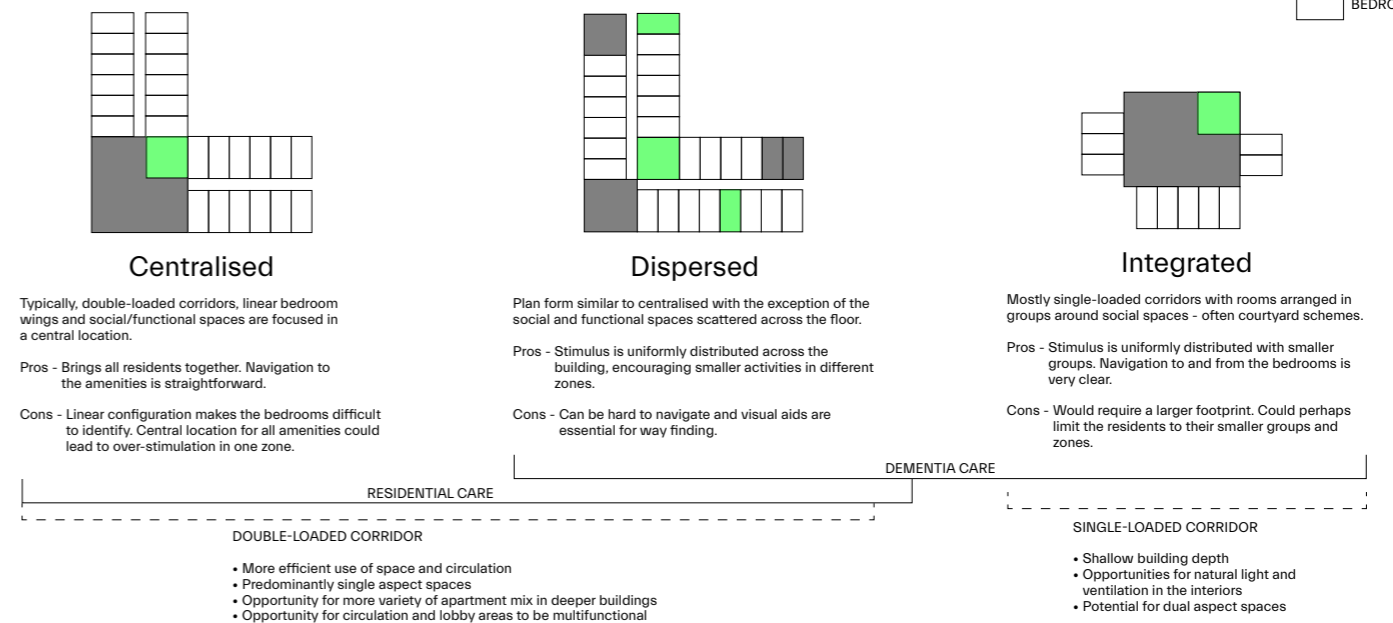 BEDRO
Centralised
Typically, double-loaded corridors, linear bedroom
wings and social/functional spaces are focused in
a central location.
Pros - Brings all residents together. Navigation to
the amenities is straightforward.
Cons - Linear configuration makes the bedrooms difficult
to identify. Central location for all amenities could
lead to over-stimulation in one zone.
Dispersed
Plan form similar to centralised with the exception of the
social and functional spaces scattered across the floor.
Pros - Stimulus is uniformly distributed across the
building, encouraging smaller activities in different
zones.
Cons - Can be hard to navigate and visual aids are
essential for way finding.
Integrated
Mostly single-loaded corridors with rooms arranged in
groups around social spaces - often courtyard schemes.
Pros - Stimulus is uniformly distributed with smaller
groups. Navigation to and from the bedrooms is
very clear.
Cons - Would require a larger footprint. Could perhaps
limit the residents to their smaller groups and
zones.
DEMENTIA CARE
RESIDENTIAL CARE
DOUBLE-LOADED CORRIDOR
• More efficient use of space and circulation
• Predominantly single aspect spaces
• Opportunity for more variety of apartment mix in deeper buildings
• Opportunity for circulation and lobby areas to be multifunctional
SINGLE-LOADED CORRIDOR
• Shallow building depth
• Opportunities for natural light and
ventilation in the interiors
• Potential for dual aspect spaces